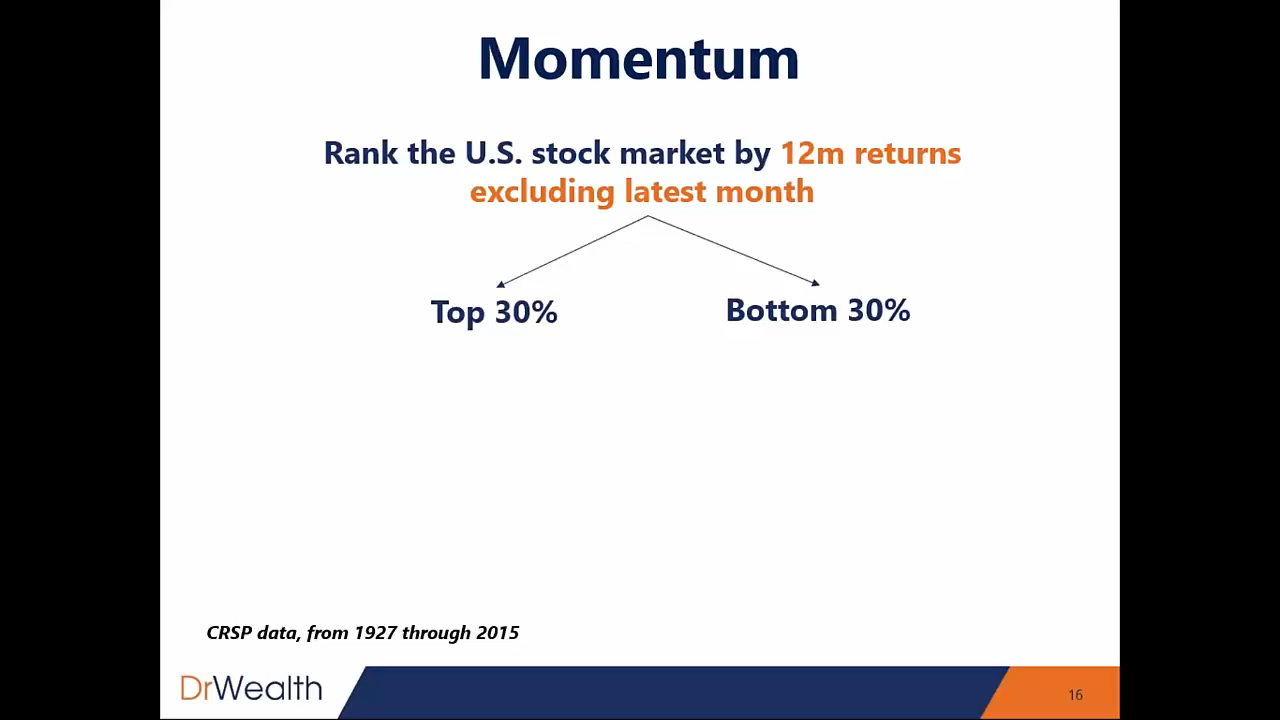 Momentum
Rank the U.S. stock market by 12m returns
excluding latest month
Top 30%
Bottom 30%
CRSP data, from 1927 through 2015
DrWealth
16